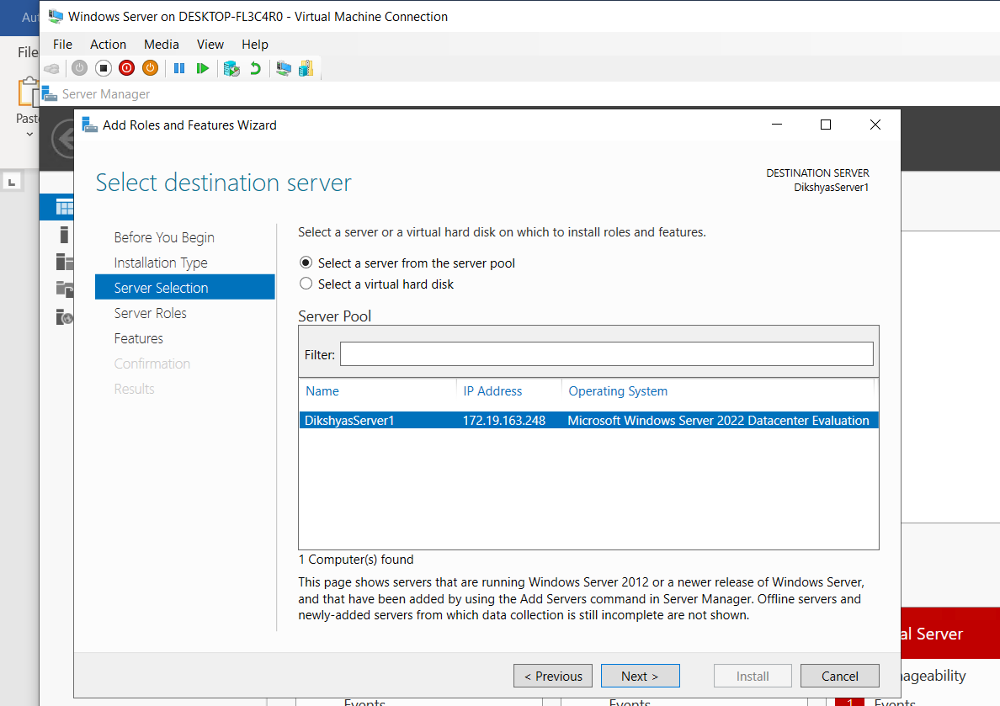 Windows Server on DESKTOP-FL3C4R0 - Virtual Machine Connection
File Action Media View Help
File
Paste
Server Manager
Add Roles and Features Wizard
Select destination server
DESTINATION SERVER
DikshyasServer1
Before You Begin
Installation Type
Server Selection
Server Roles
Features
Confirmation
Results
Select a server or a virtual hard disk on which to install roles and features.
Select a server from the server pool
Select a virtual hard disk
Server Pool
Filter:
Name IP Address Operating System
DikshyasServer1 172.19.163.248 Microsoft Windows Server 2022 Datacenter Evaluation
1 Computer(s) found
This page shows servers that are running Windows Server 2012 or a newer release of Windows Server,
and that have been added by using the Add Servers command in Server Manager. Offline servers and
newly-added servers from which data collection is still incomplete are not shown.
< Previous Next > Install Cancel
al Server
nageability
Events Events 1 Events